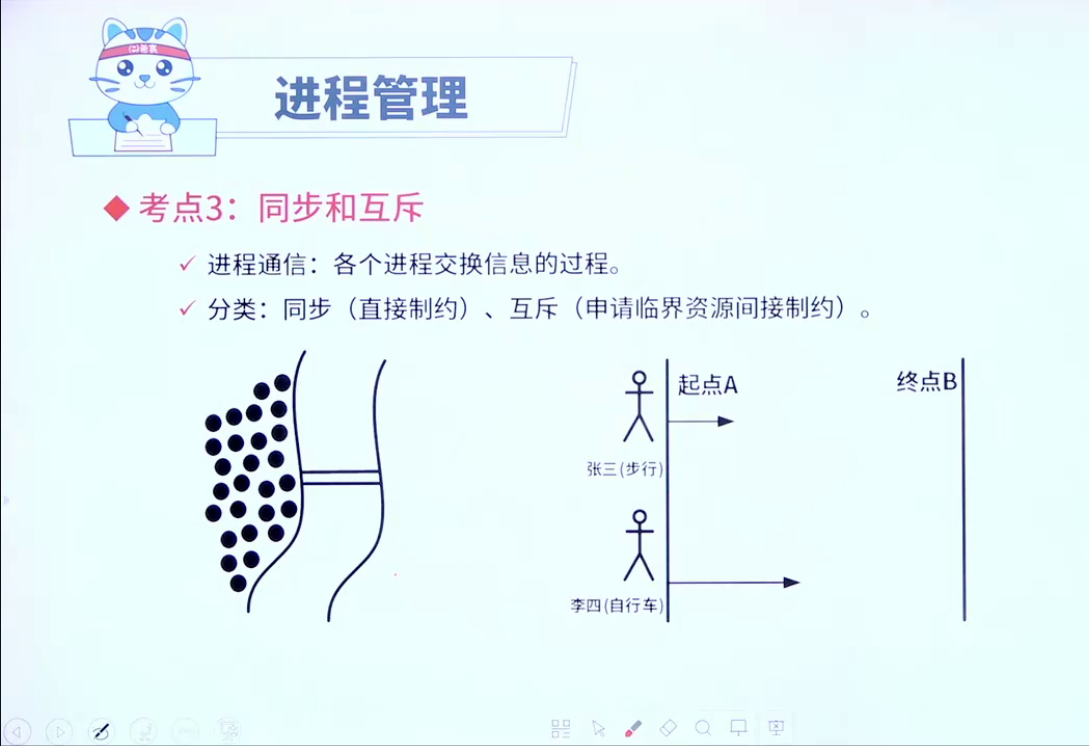 进程管理
考点3：同步和互斥
进程通信：各个进程交换信息的过程。
分类：同步（直接制约）、互斥（申请临界资源间接制约）。
起点A
终点B
张三(步行)
李四(自行车)